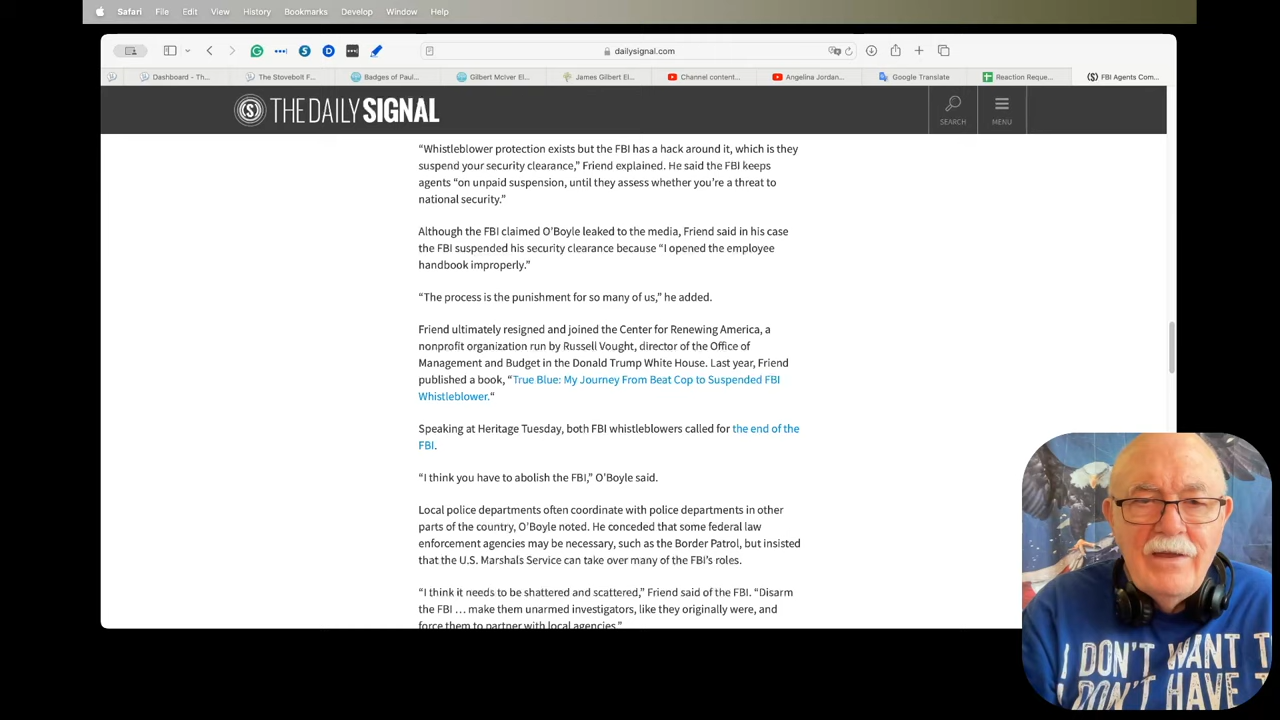 Safari File Edit View History Bookmarks Develop Window Help
dailysignal.com
Dashboard - Th... The Stovebolt F... Badges of Paul... Gilbert McIver El... James Gilbert El... Channel content... Angelina Jordan... Google Translate Reaction Reque... FBI Agents Com...
THE DAILY SIGNAL
SEARCH MENU
“Whistleblower protection exists but the FBI has a hack around it, which is they
suspend your security clearance,” Friend explained. He said the FBI keeps
agents “on unpaid suspension, until they assess whether you’re a threat to
national security.”
Although the FBI claimed O’Boyle leaked to the media, Friend said in his case
the FBI suspended his security clearance because “I opened the employee
handbook improperly.”
“The process is the punishment for so many of us,” he added.
Friend ultimately resigned and joined the Center for Renewing America, a
nonprofit organization run by Russell Vought, director of the Office of
Management and Budget in the Donald Trump White House. Last year, Friend
published a book, “True Blue: My Journey From Beat Cop to Suspended FBI
Whistleblower.“
Speaking at Heritage Tuesday, both FBI whistleblowers called for the end of the
FBI.
“I think you have to abolish the FBI,” O’Boyle said.
Local police departments often coordinate with police departments in other
parts of the country, O’Boyle noted. He conceded that some federal law
enforcement agencies may be necessary, such as the Border Patrol, but insisted
that the U.S. Marshals Service can take over many of the FBI’s roles.
“I think it needs to be shattered and scattered,” Friend said of the FBI. “Disarm
the FBI … make them unarmed investigators, like they originally were, and
force them to partner with local agencies.”
I DON'T WANT T
I DON'T HAVE T